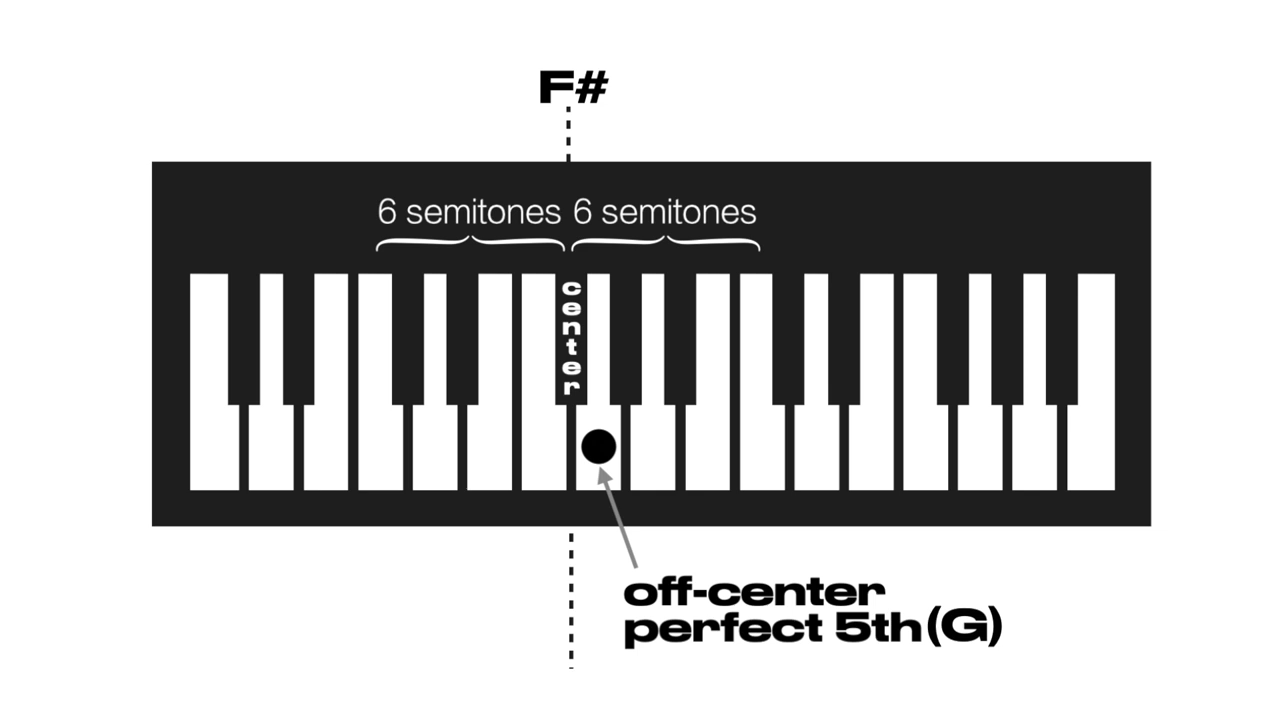 F#
6 semitones 6 semitones
center
off-center
perfect 5th(G)